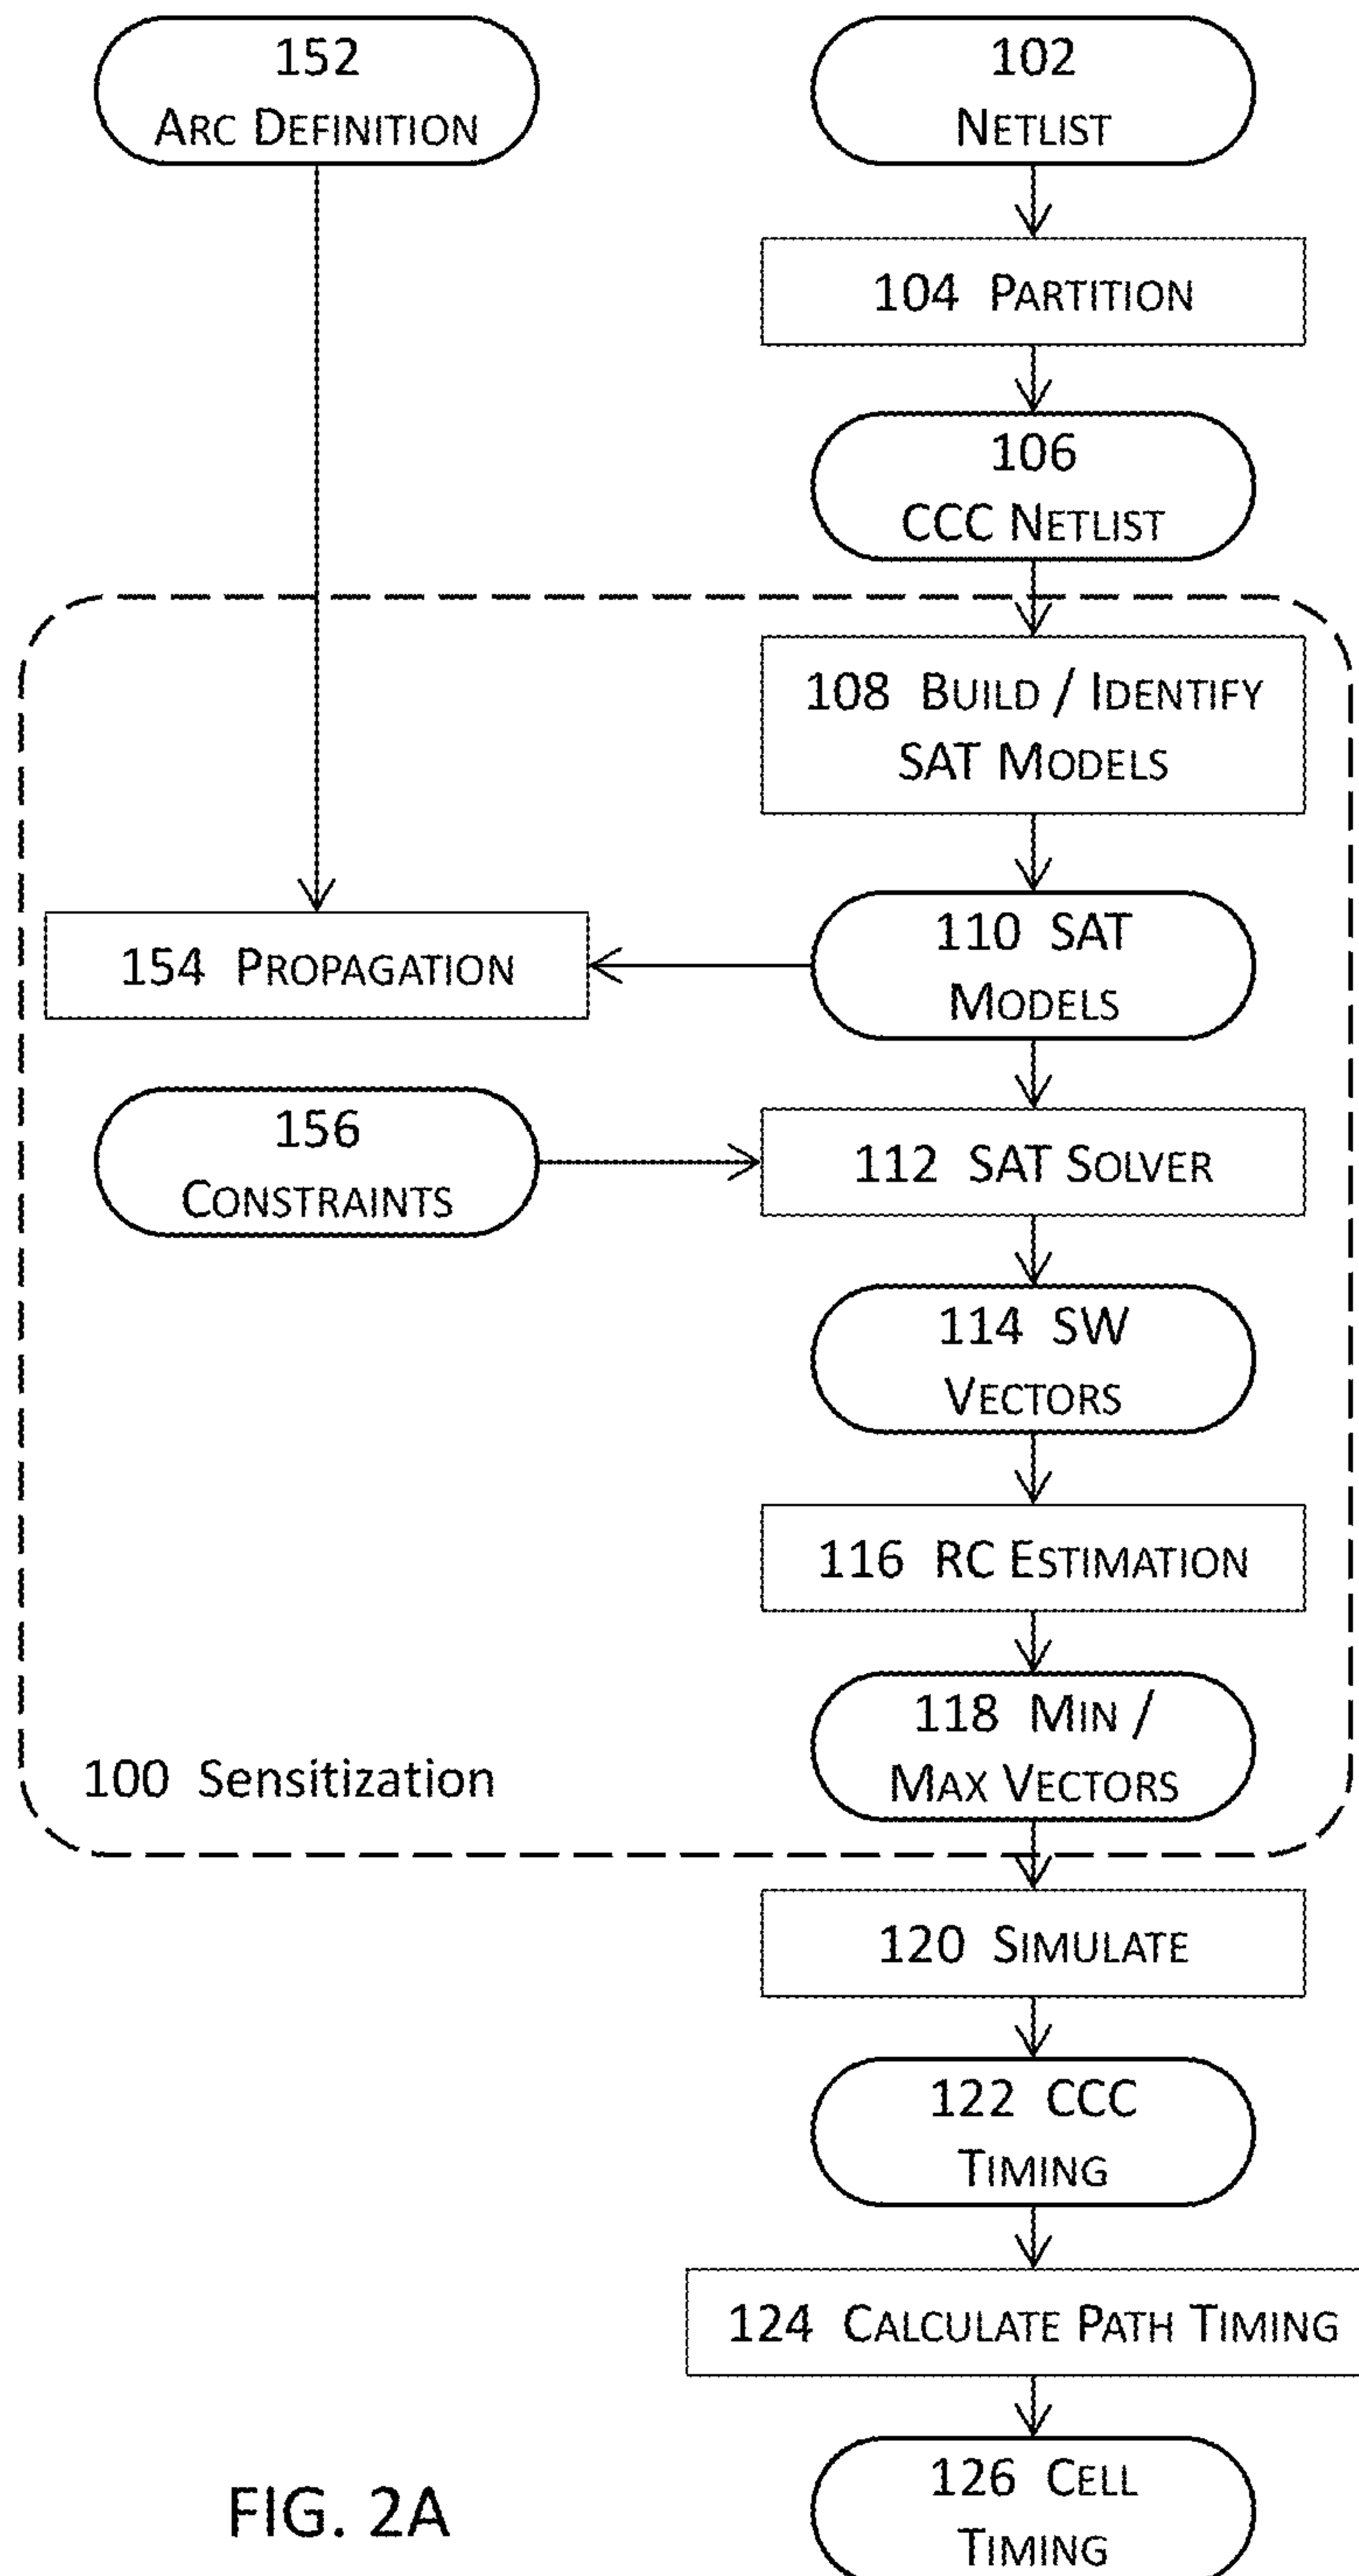 152
ARC DEFINITION
102
NETLIST
104 PARTITION
106
CCC NETLIST
108 BUILD / IDENTIFY
SAT MODELS
110 SAT
MODELS
154 PROPAGATION
156
CONSTRAINTS
112 SAT SOLVER
114 SW
VECTORS
116 RC ESTIMATION
118 MIN /
MAX VECTORS
100 Sensitization
120 SIMULATE
122 CCC
TIMING
124 CALCULATE PATH TIMING
126 CELL
TIMING
FIG. 2A